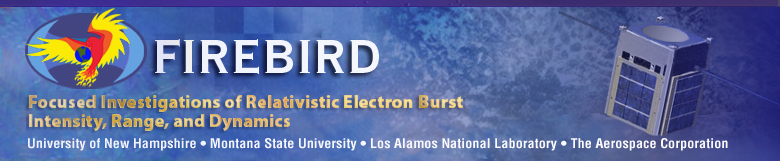 FIREBIRD
Focused Investigations of Relativistic Electron Burst
Intensity, Range, and Dynamics
University of New Hampshire • Montana State University • Los Alamos National Laboratory • The Aerospace Corporation